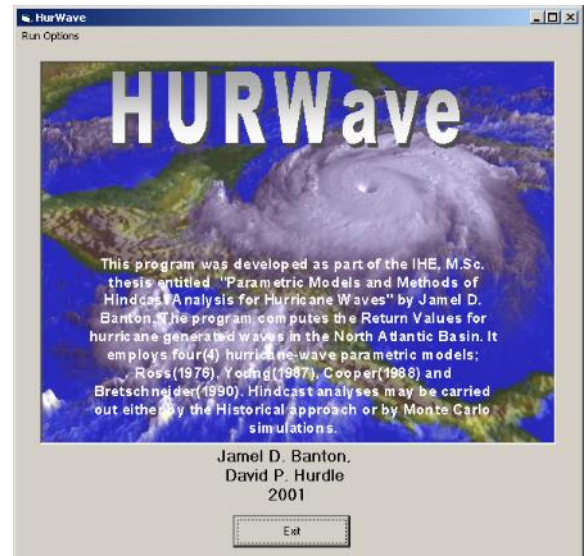 HurWave
Run Options
HURWave
This program was developed as part of the IHE, M.Sc.
thesis entitled "Parametric Models and Methods of
Hindcast Analysis for Hurricane Waves" by Jamel D.
Banton. The program computes the Return Values for
hurricane generated waves in the North Atlantic Basin. It
employs four(4) hurricane-wave parametric models;
Ross(1976), Young(1987), Cooper(1988) and
Bretschneider(1990). Hindcast analyses may be carried
out either by the Historical approach or by Monte Carlo
simulations.
Jamel D. Banton,
David P. Hurdle
2001
Exit